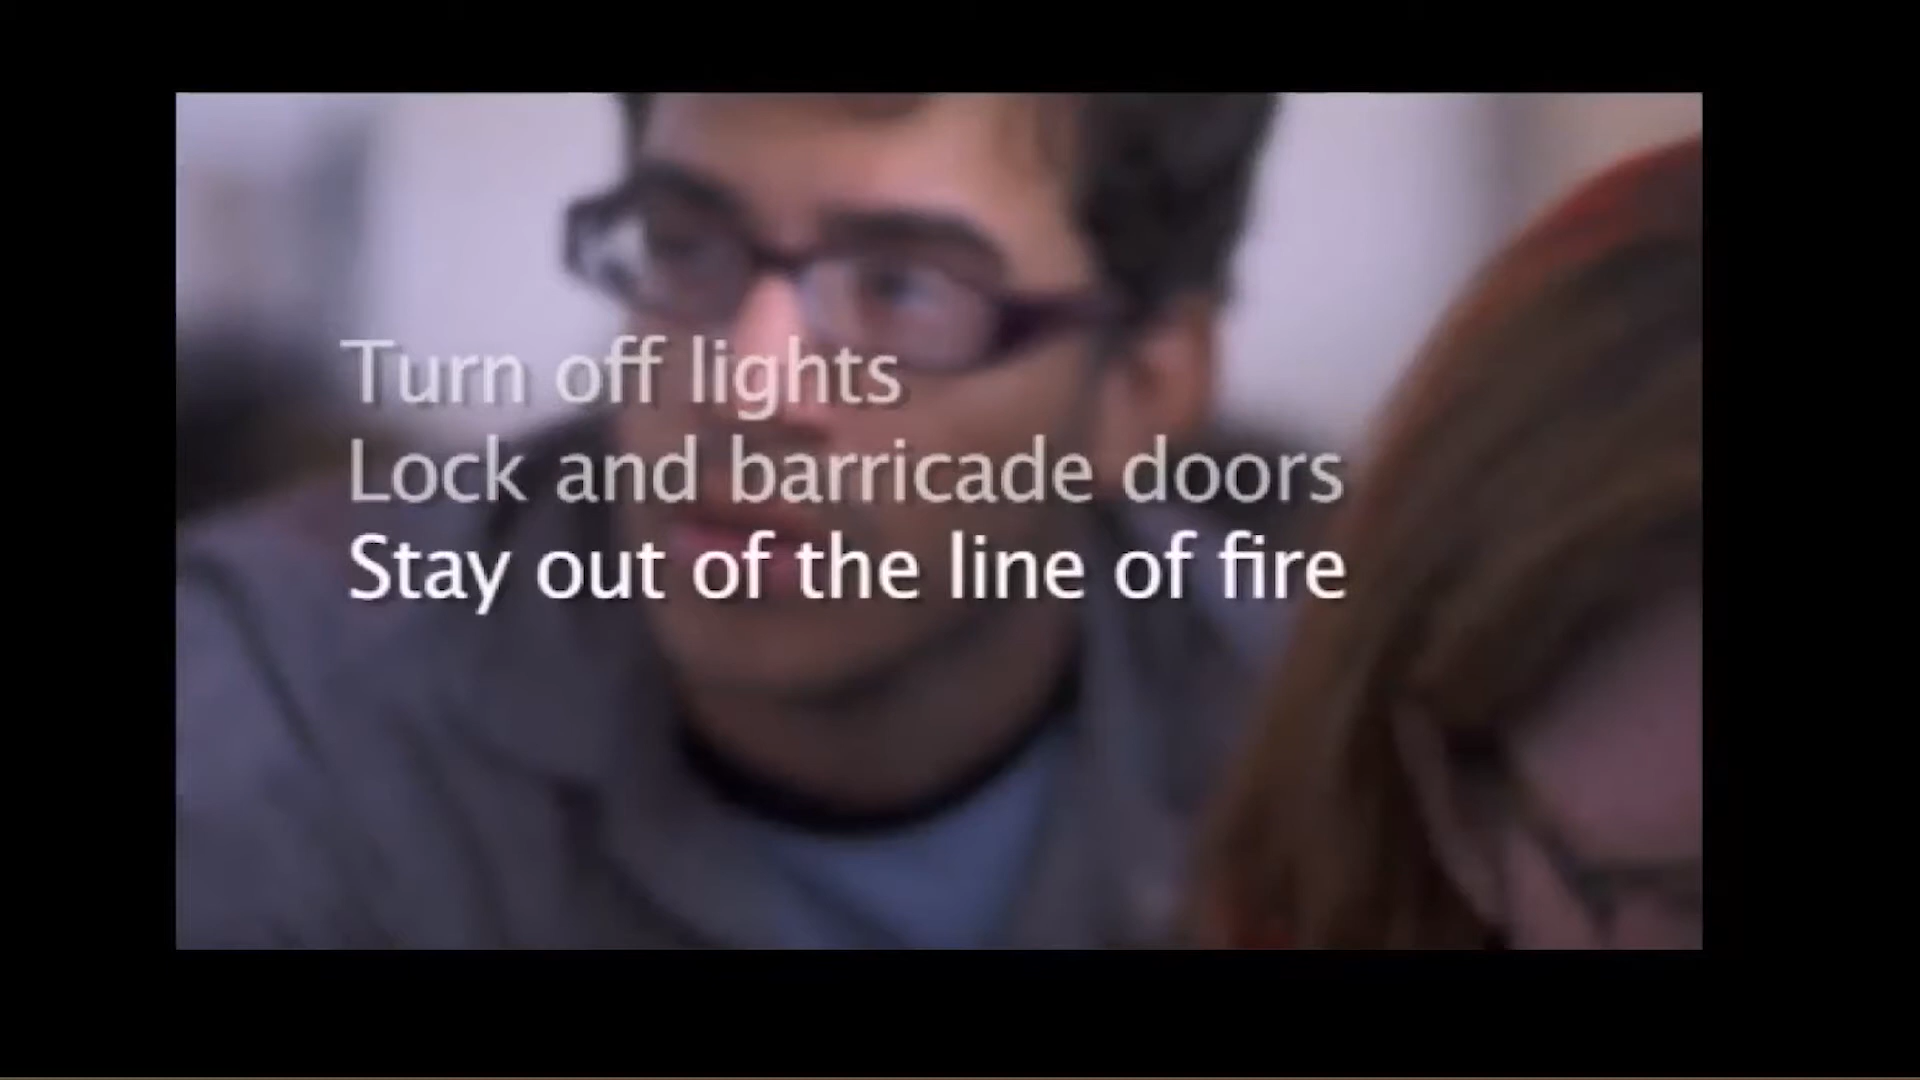 Turn off lights
Lock and barricade doors
Stay out of the line of fire